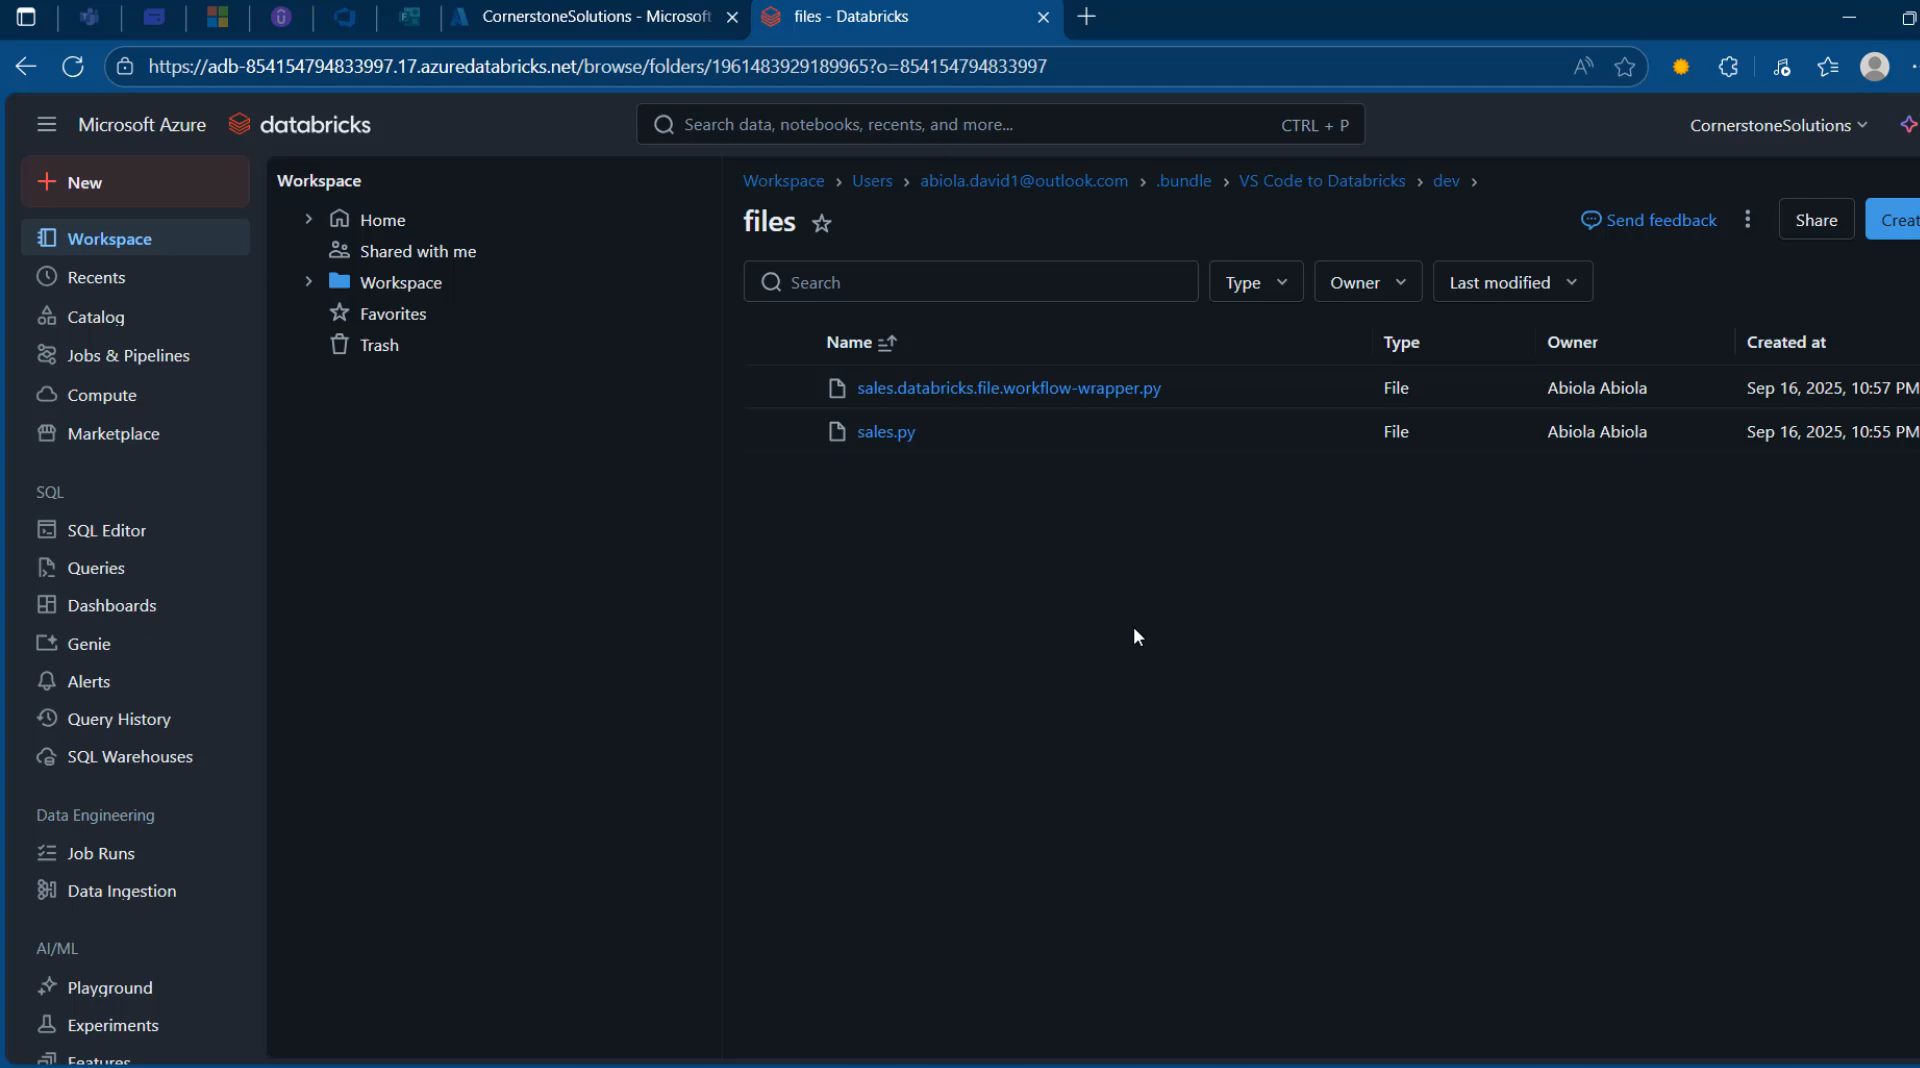 CornerstoneSolutions - Microsoft
files - Databricks
https://adb-854154794833997.17.azuredatabricks.net/browse/folders/1961483929189965?o=854154794833997
Microsoft Azure databricks
Search data, notebooks, recents, and more... CTRL + P
CornerstoneSolutions
New
Workspace
Recents
Catalog
Jobs & Pipelines
Compute
Marketplace
SQL
SQL Editor
Queries
Dashboards
Genie
Alerts
Query History
SQL Warehouses
Data Engineering
Job Runs
Data Ingestion
AI/ML
Playground
Experiments
Features
Workspace
Home
Shared with me
Workspace
Favorites
Trash
Workspace > Users > abiola.david1@outlook.com > .bundle > VS Code to Databricks > dev >
files
Send feedback
Share
Creat
Search
Type
Owner
Last modified
Name Type Owner Created at
sales.databricks.file.workflow-wrapper.py File Abiola Abiola Sep 16, 2025, 10:57 PM
sales.py File Abiola Abiola Sep 16, 2025, 10:55 PM